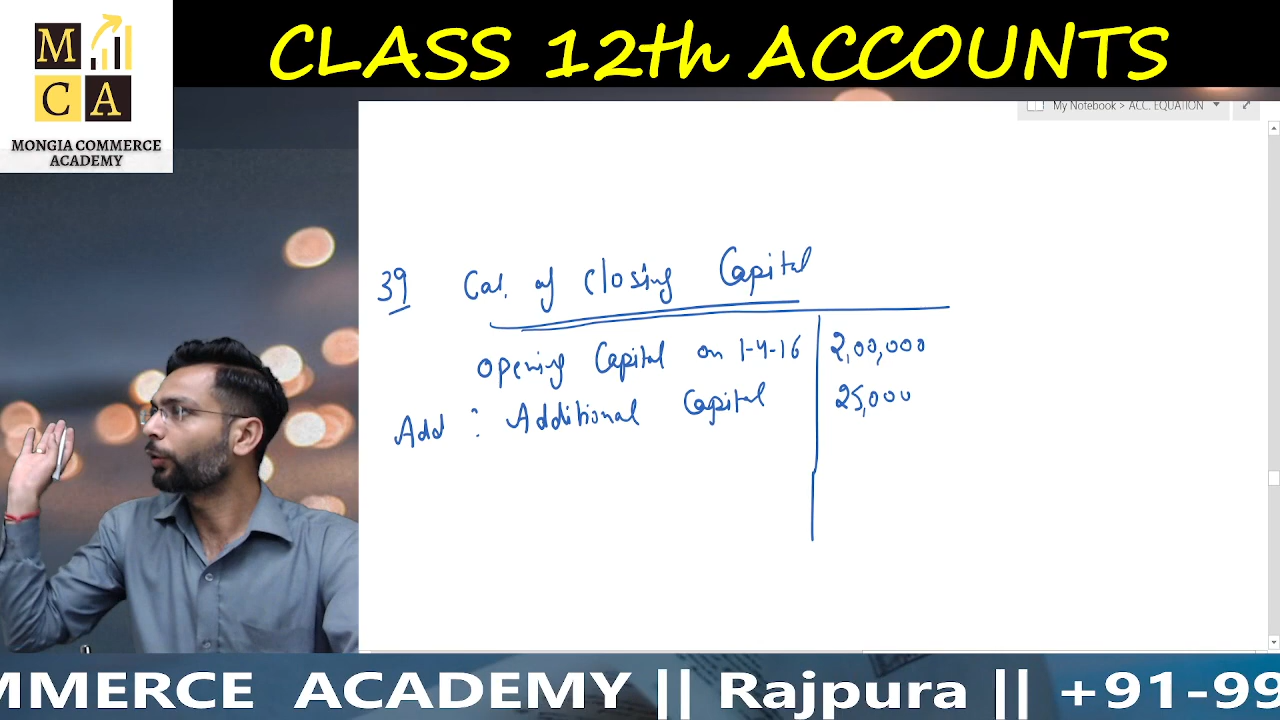 CLASS 12th ACCOUNTS
M
C A
MONGIA COMMERCE
ACADEMY
My Notebook > ACC. EQUATION
39 Cal. of Closing Capital
Opening Capital on 1-4-16 2,00,000
Add : Additional Capital 25,000
MMERCE ACADEMY || Rajpura || +91-99